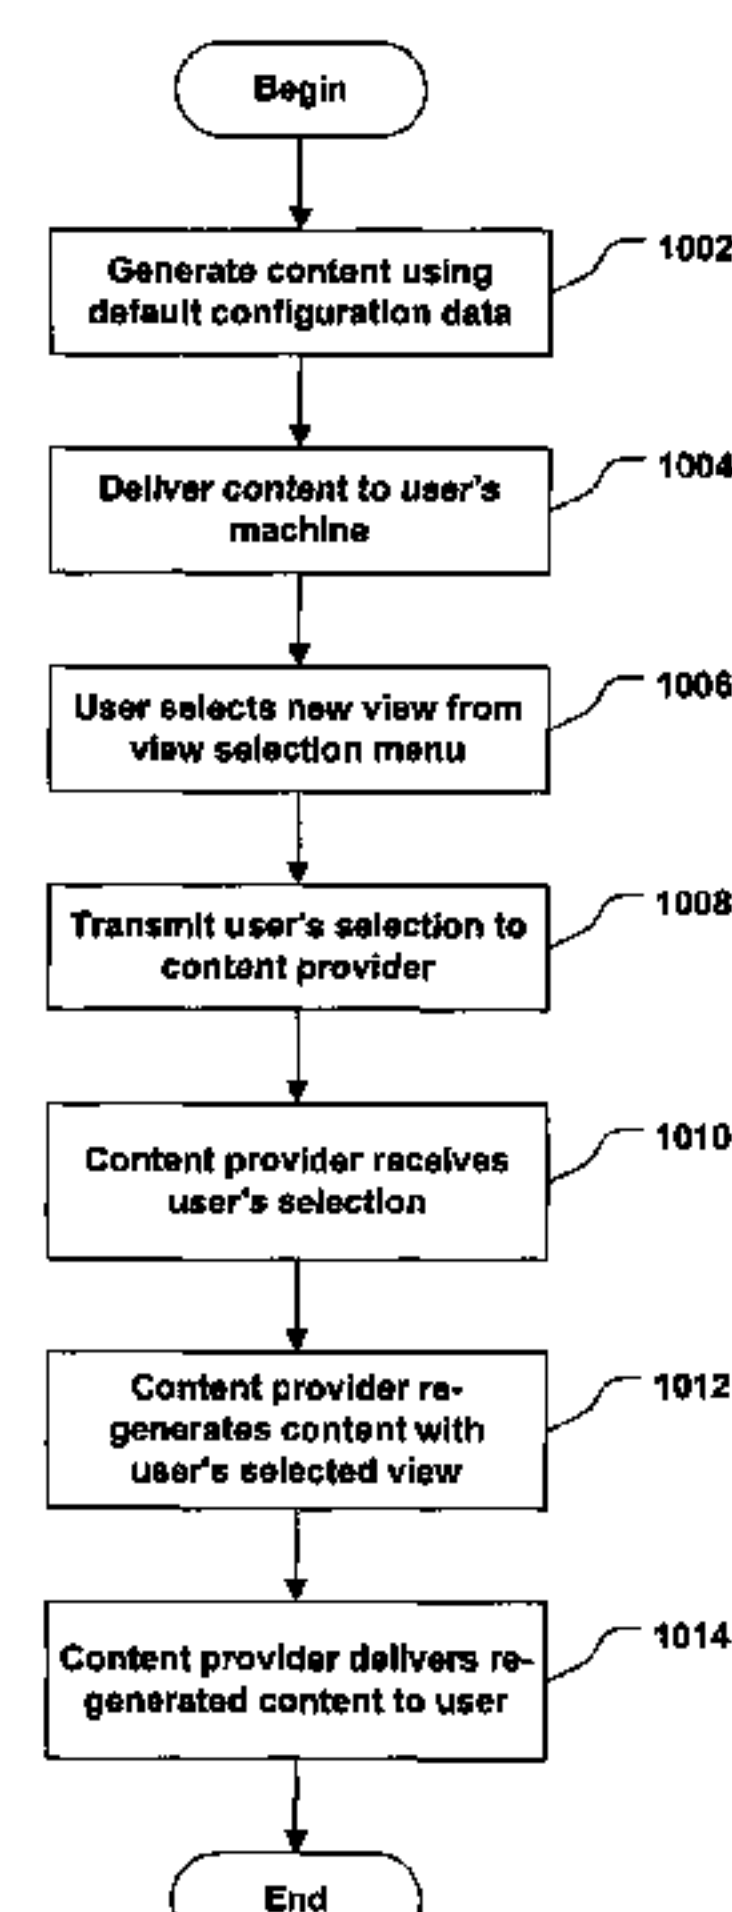 Begin
Generate content using
default configuration data
1002
Deliver content to user's
machine
1004
User selects new view from
view selection menu
1006
Transmit user's selection to
content provider
1008
Content provider receives
user's selection
1010
Content provider re-
generates content with
user's selected view
1012
Content provider delivers re-
generated content to user
1014
End